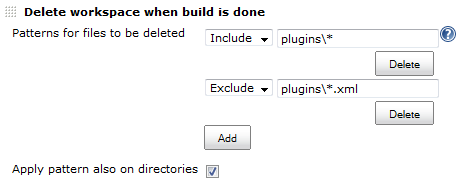 Delete workspace when build is done
Patterns for files to be deleted Include plugins\*
Delete
Exclude plugins\*.xml
Delete
Add
Apply pattern also on directories